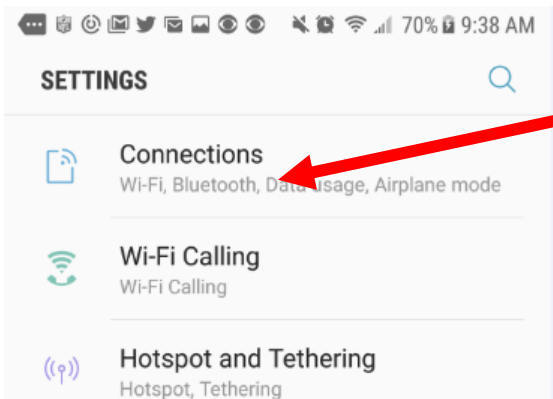 70% 9:38 AM
SETTINGS
Connections
Wi-Fi, Bluetooth, Data usage, Airplane mode
Wi-Fi Calling
Wi-Fi Calling
Hotspot and Tethering
Hotspot, Tethering